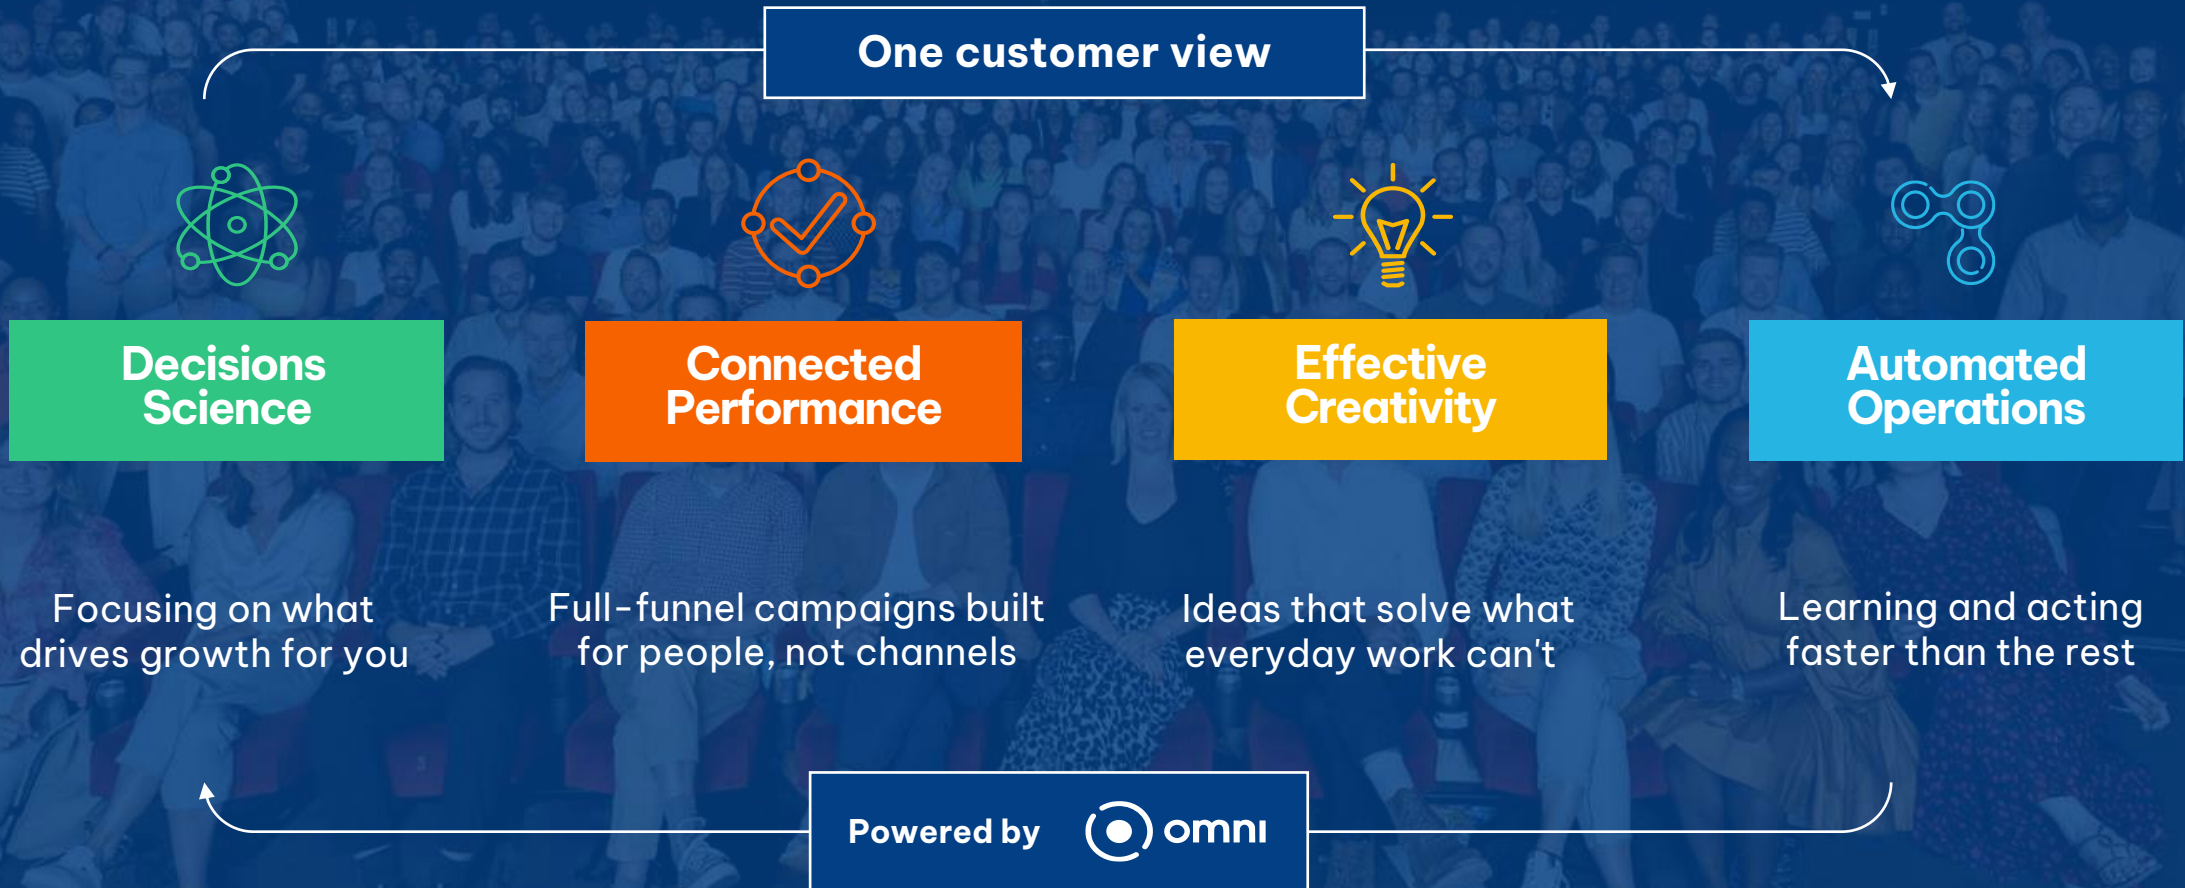 One customer view
Decisions
Science
Connected
Performance
Effective
Creativity
Automated
Operations
Focusing on what
drives growth for you
Full-funnel campaigns built
for people, not channels
Ideas that solve what
everyday work can't
Learning and acting
faster than the rest
Powered by omni